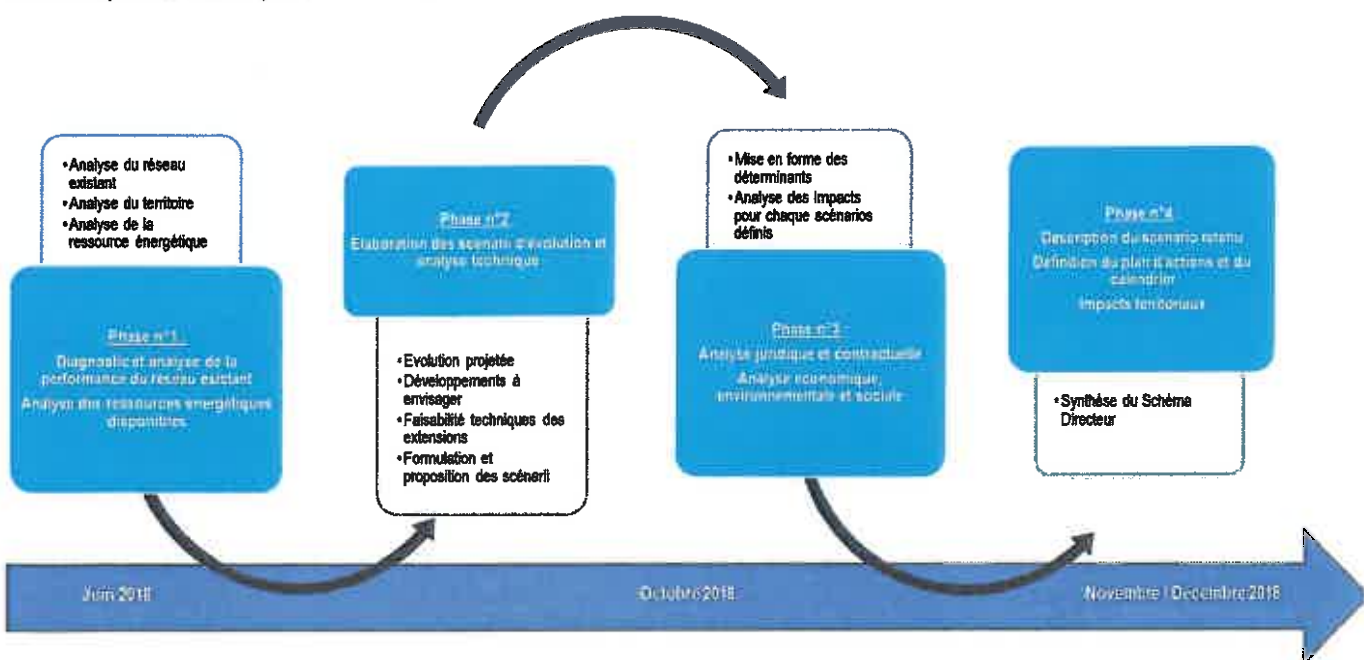 •Analyse du réseau
existant
•Analyse du territoire
•Analyse de la
ressource énergétique
Phase n°1
Diagnostic et analyse de la
performance du réseau existant
Analyse des ressources énergétiques
disponibles
Phase n°2
Elaboration des scénarii d'évolution et
analyse technique
•Evolution projetée
•Développements à
envisager
•Faisabilité techniques des
extensions
•Formulation et
proposition des scénarii
•Mise en forme des
déterminants
•Analyse des impacts
pour chaque scénarios
définis
Phase n°3
Analyse juridique et contractuelle
Analyse économique,
environnementale et sociale
Phase n°4
Description du scenario retenu
Définition du plan d'actions et du
calendrier
Impacts territoriaux
•Synthèse du Schéma
Directeur
Juin 2018
Octobre 2018
Novembre / Décembre 2018